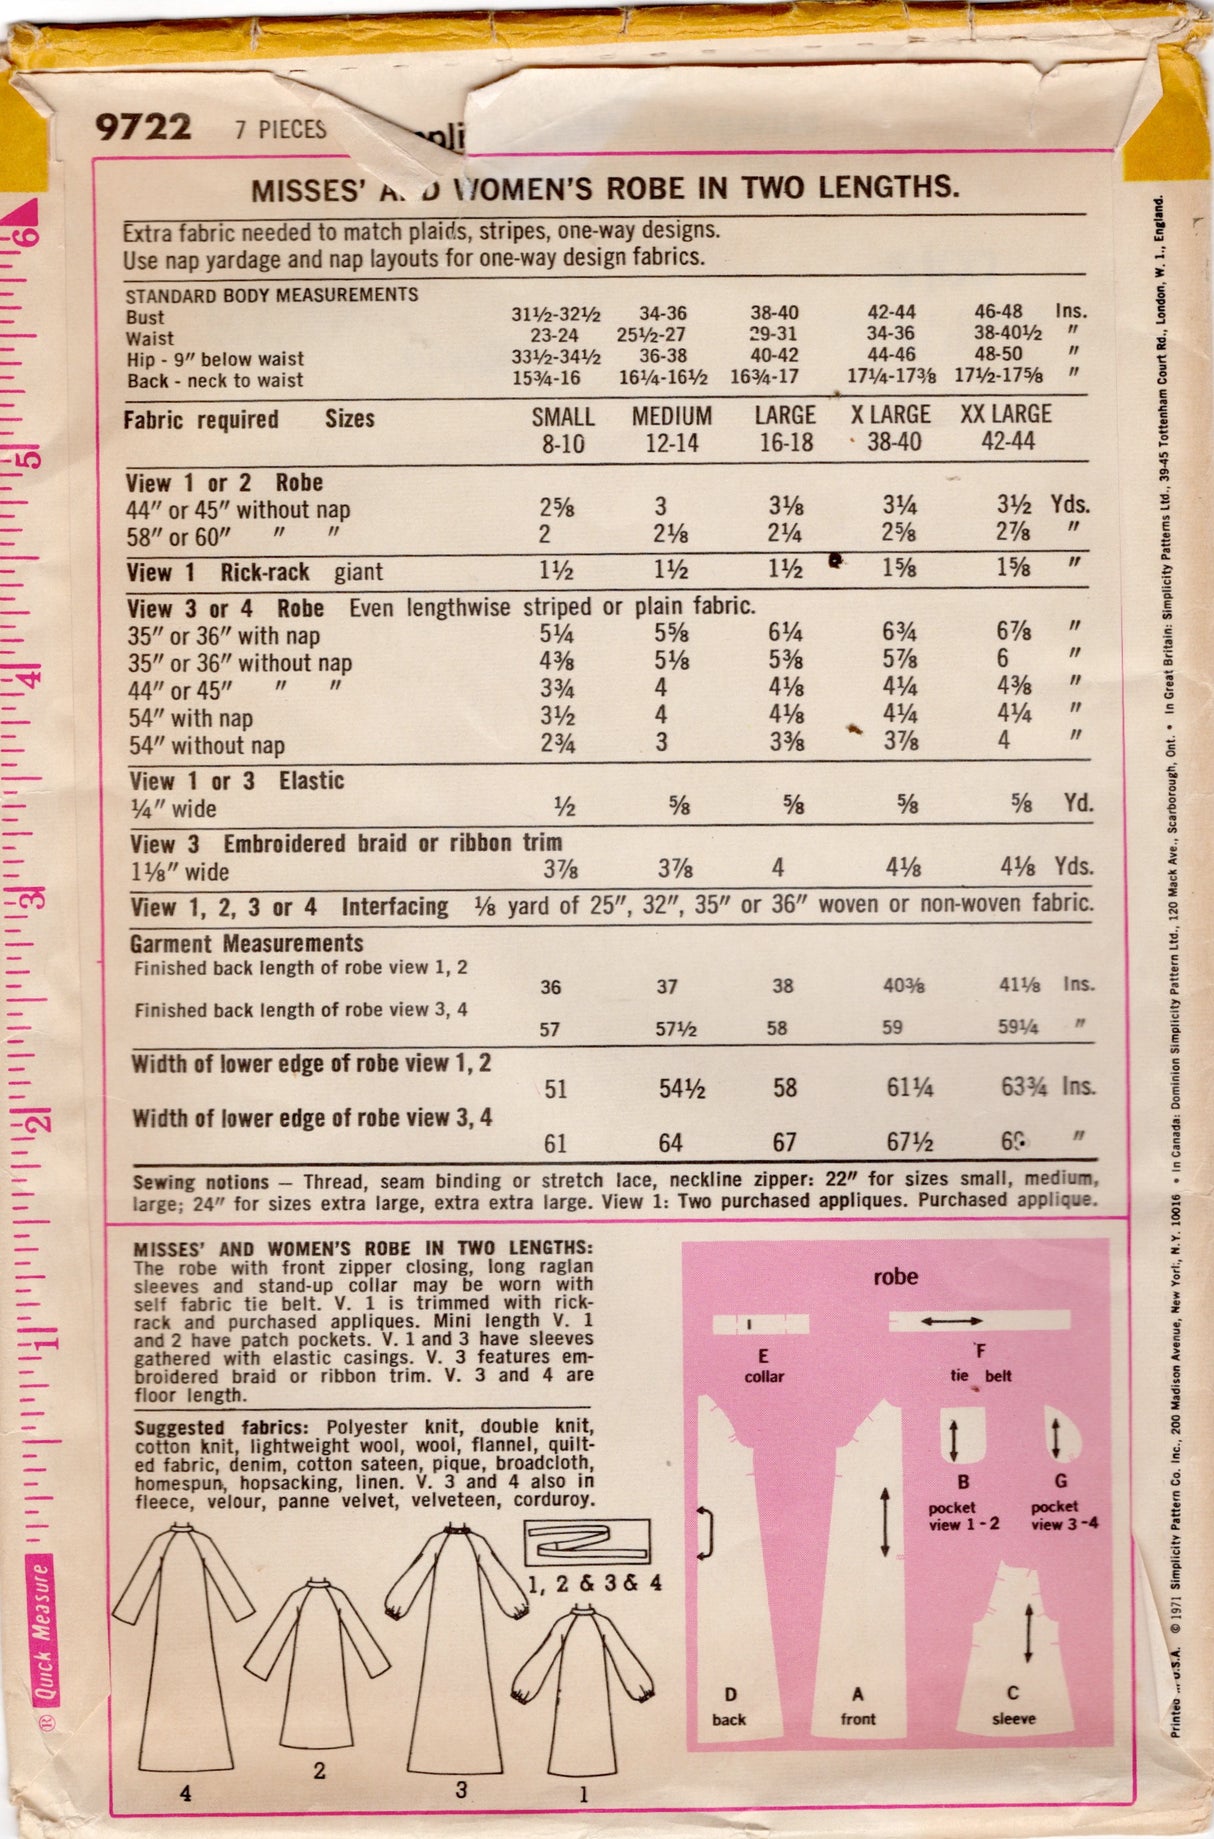 9722 7 PIECES
MISSES' AND WOMEN'S ROBE IN TWO LENGTHS.
Extra fabric needed to match plaids, stripes, one-way designs.
Use nap yardage and nap layouts for one-way design fabrics.
STANDARD BODY MEASUREMENTS
Bust 31½-32½ 34-36 38-40 42-44 46-48 Ins.
Waist 23-24 25½-27 29-31 34-36 38-40½ "
Hip - 9" below waist 33½-34½ 36-38 40-42 44-46 48-50 "
Back - neck to waist 15¾-16 16¼-16½ 16¾-17 17¼-17⅜ 17½-17⅝ "
Fabric required Sizes SMALL MEDIUM LARGE X LARGE XX LARGE
8-10 12-14 16-18 38-40 42-44
View 1 or 2 Robe
44" or 45" without nap 2⅝ 3 3⅛ 3¼ 3½ Yds.
58" or 60" " " 2 2⅛ 2¼ 2⅝ 2⅞ "
View 1 Rick-rack giant 1½ 1½ 1½ 1⅝ 1⅝ "
View 3 or 4 Robe Even lengthwise striped or plain fabric.
35" or 36" with nap 5¼ 5⅝ 6¼ 6¾ 6⅞ "
35" or 36" without nap 4⅜ 5⅛ 5⅜ 5⅞ 6 "
44" or 45" " " 3¾ 4 4⅛ 4¼ 4⅜ "
54" with nap 3½ 4 4⅛ 4¼ 4¼ "
54" without nap 2¾ 3 3⅜ 3⅞ 4 "
View 1 or 3 Elastic
¼" wide ½ ⅝ ⅝ ⅝ ⅝ Yd.
View 3 Embroidered braid or ribbon trim
1⅛" wide 3⅞ 3⅞ 4 4⅛ 4⅛ Yds.
View 1, 2, 3 or 4 Interfacing ⅛ yard of 25", 32", 35" or 36" woven or non-woven fabric.
Garment Measurements
Finished back length of robe view 1, 2
36 37 38 40⅜ 41⅛ Ins.
Finished back length of robe view 3, 4
57 57½ 58 59 59¼ "
Width of lower edge of robe view 1, 2
51 54½ 58 61¼ 63¾ Ins.
Width of lower edge of robe view 3, 4
61 64 67 67½ "
Sewing notions — Thread, seam binding or stretch lace, neckline zipper: 22" for sizes small, medium,
large; 24" for sizes extra large, extra extra large. View 1: Two purchased appliques. Purchased applique.
MISSES' AND WOMEN'S ROBE IN TWO LENGTHS:
The robe with front zipper closing, long raglan
sleeves and stand-up collar may be worn with
self fabric tie belt. V. 1 is trimmed with rick-
rack and purchased appliques. Mini length V. 1
and 2 have patch pockets. V. 1 and 3 have sleeves
gathered with elastic casings. V. 3 features em-
broidered braid or ribbon trim. V. 3 and 4 are
floor length.
Suggested fabrics: Polyester knit, double knit,
cotton knit, lightweight wool, wool, flannel, quilt-
ed fabric, denim, cotton sateen, pique, broadcloth,
homespun, hopsacking, linen. V. 3 and 4 also in
fleece, velour, panne velvet, velveteen, corduroy.
1, 2 & 3 & 4
4
2
3
1
robe
E
collar
F
tie belt
B
pocket
view 1-2
G
pocket
view 3-4
D
back
A
front
C
sleeve
6
5
4
3
2
1
® Quick Measure
Printed U.S.A. © 1971 Simplicity Pattern Co. Inc., 200 Madison Avenue, New York, N.Y. 10016 • In Canada: Dominion Simplicity Pattern Ltd., 120 Mack Ave., Scarborough, Ont. • In Great Britain: Simplicity Patterns Ltd., 39-45 Tottenham Court Rd., London, W. 1., England.